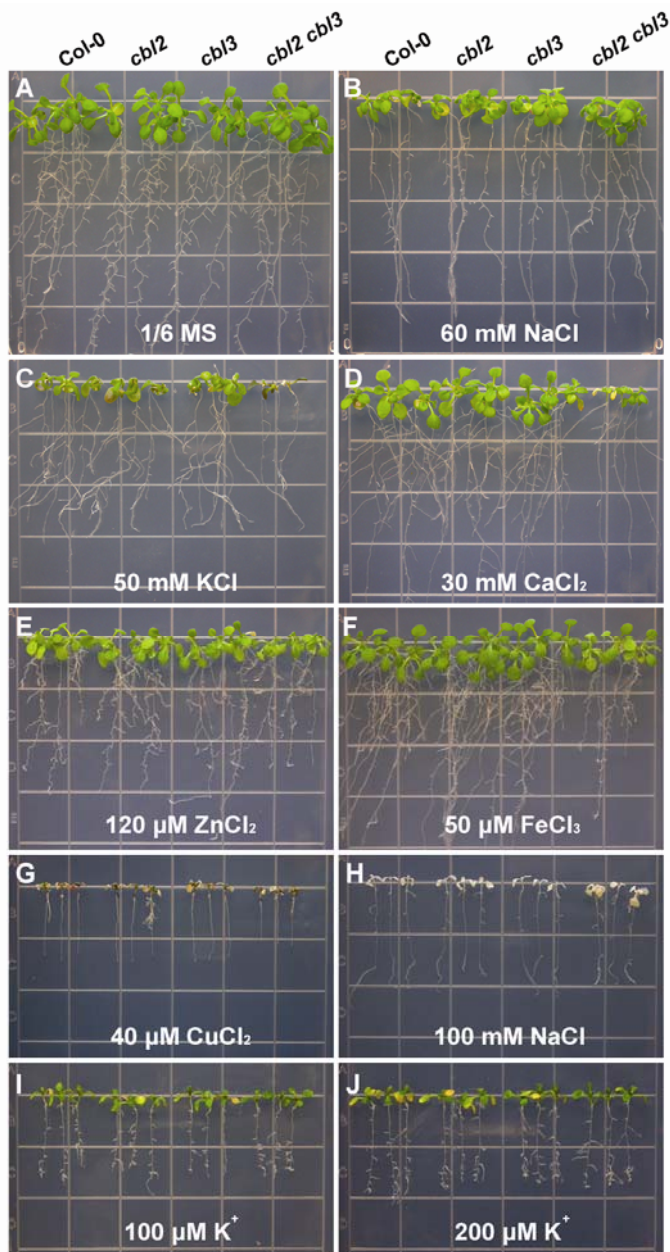 Col-0 cbl2 cbl3 cbl2 cbl3 Col-0 cbl2 cbl3 cbl2 cbl3
A B
1/6 MS 60 mM NaCl
C D
50 mM KCl 30 mM CaCl₂
E F
120 µM ZnCl₂ 50 µM FeCl₃
G H
40 µM CuCl₂ 100 mM NaCl
I J
100 µM K⁺ 200 µM K⁺